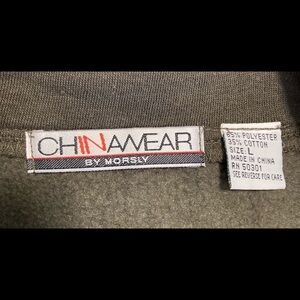 CHINAWEAR
BY MORSLY
65% POLYESTER
35% COTTON
SIZE: L
MADE IN CHINA
RN 50301
SEE REVERSE FOR CARE